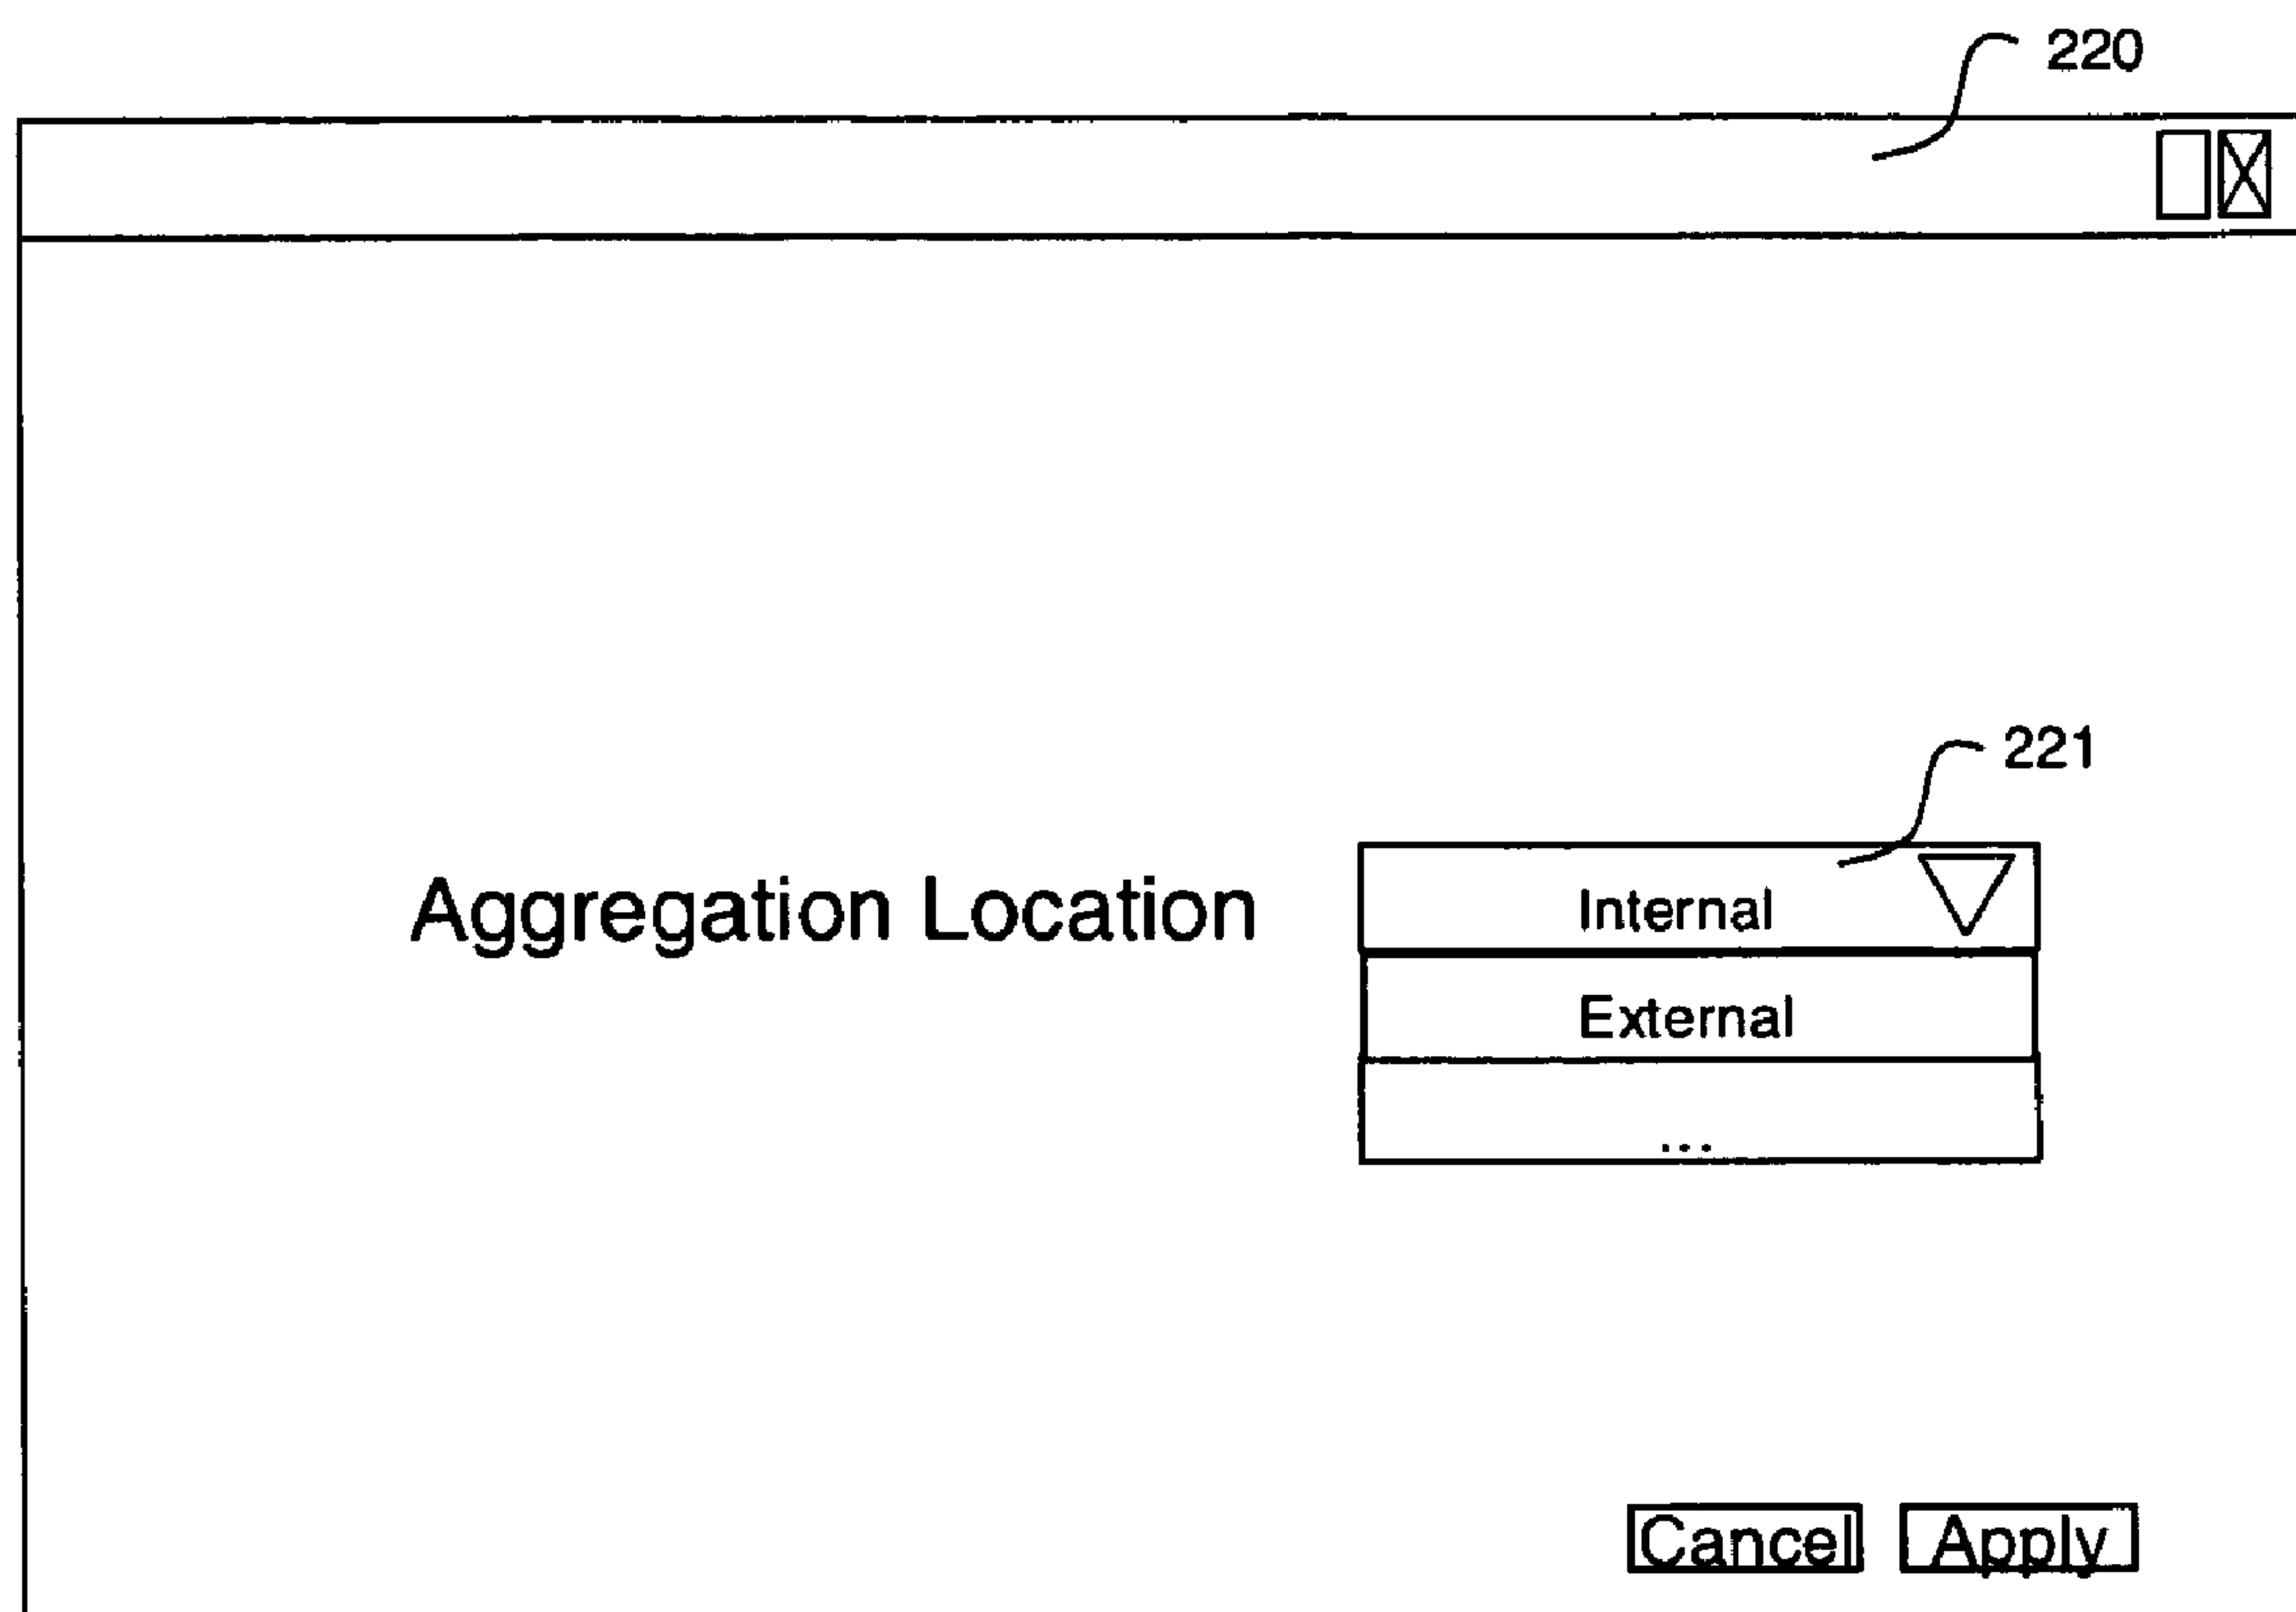 220
221
Aggregation Location
Internal
External
...
Cancel Apply